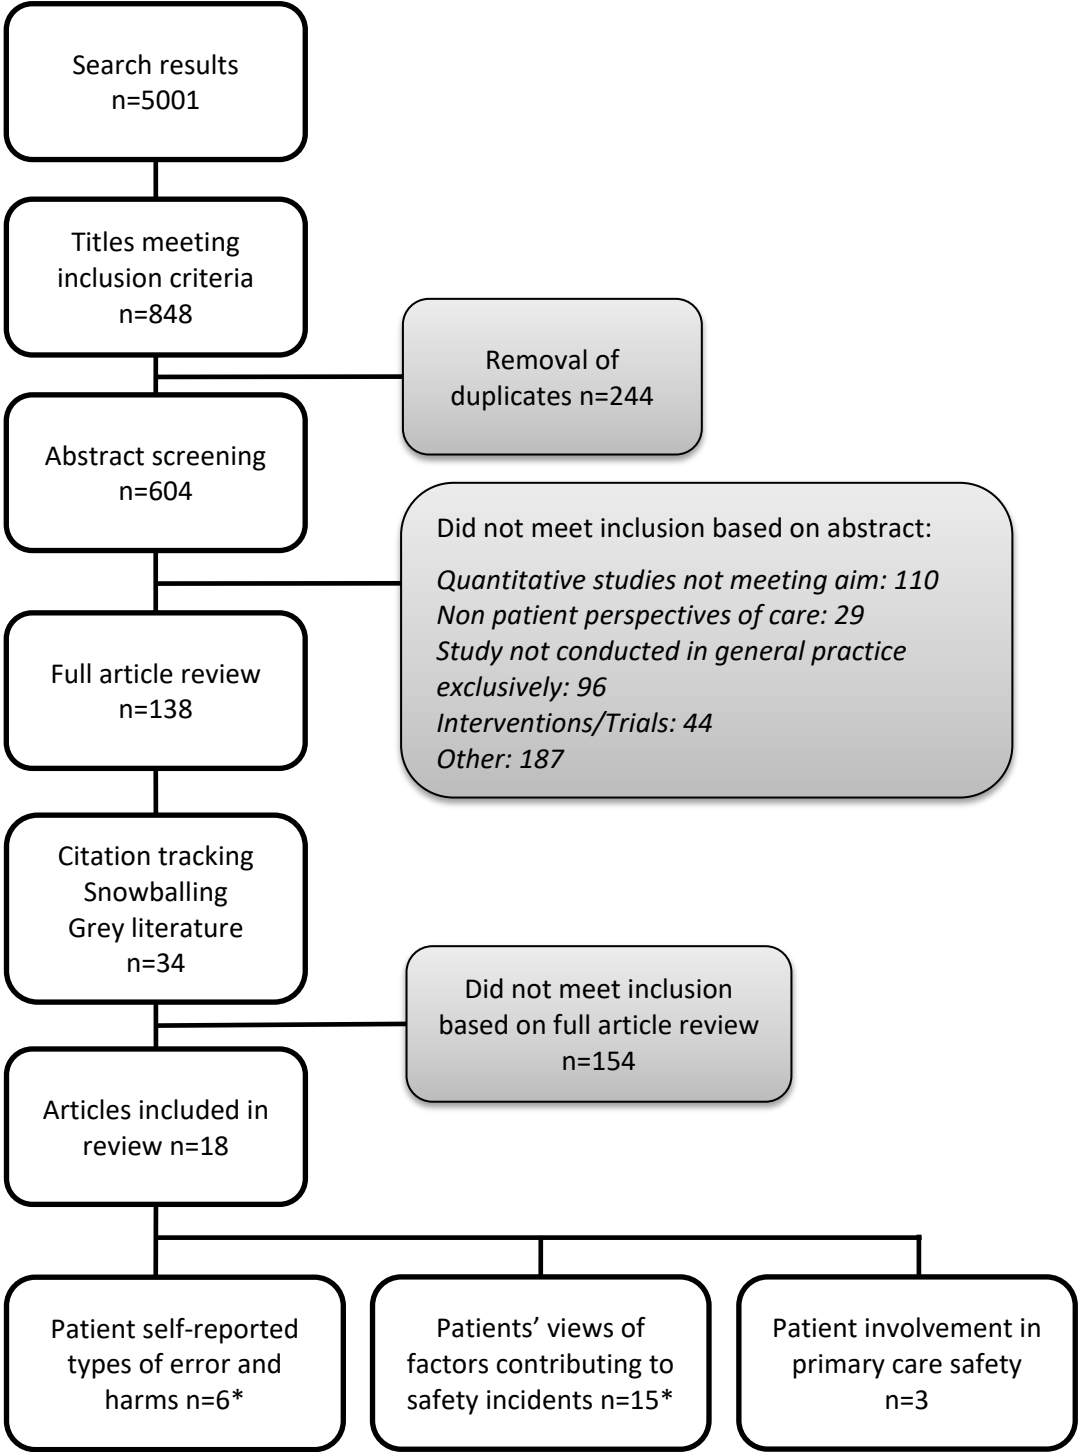 Search results
n=5001
Titles meeting
inclusion criteria
n=848
Removal of
duplicates n=244
Abstract screening
n=604
Did not meet inclusion based on abstract:
Quantitative studies not meeting aim: 110
Non patient perspectives of care: 29
Study not conducted in general practice
exclusively: 96
Interventions/Trials: 44
Other: 187
Full article review
n=138
Citation tracking
Snowballing
Grey literature
n=34
Did not meet inclusion
based on full article review
n=154
Articles included in
review n=18
Patient self-reported
types of error and
harms n=6*
Patients’ views of
factors contributing to
safety incidents n=15*
Patient involvement in
primary care safety
n=3